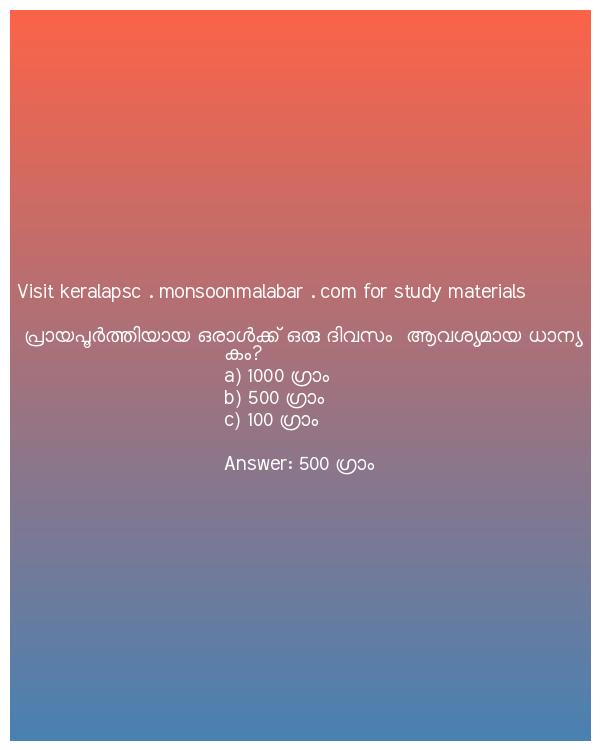 Visit keralapsc . monsoonmalabar . com for study materials
പ്രായപൂർത്തിയായ ഒരാൾക്ക് ഒരു ദിവസം ആവശ്യമായ ധാന്യ
കം?
a) 1000 ഗ്രാം
b) 500 ഗ്രാം
c) 100 ഗ്രാം
Answer: 500 ഗ്രാം